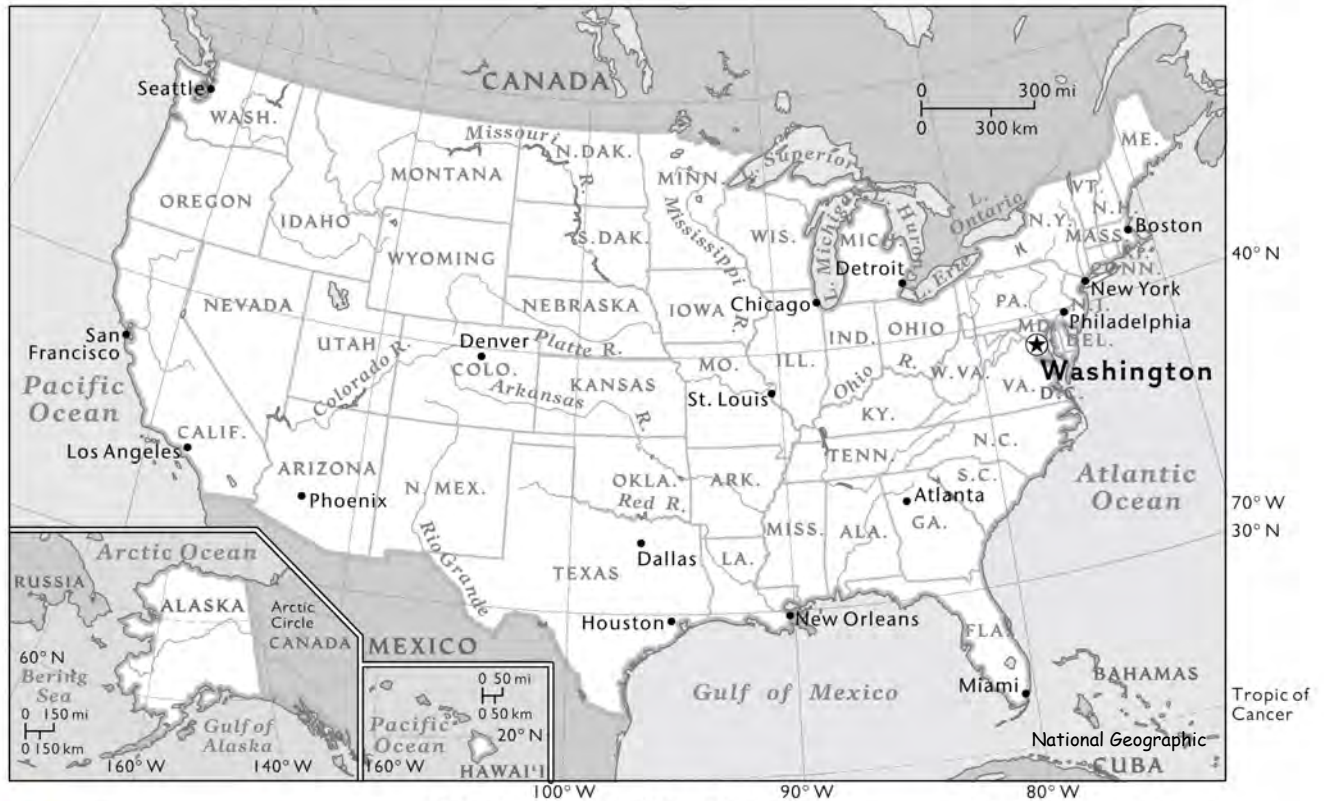 CANADA
Seattle
WASH.
0 300 mi
0 300 km
Missouri
R.
N.DAK.
MONTANA
MINN.
L. Superior
ME.
OREGON
IDAHO
S.DAK.
Mississippi
R.
WIS.
L. Michigan
MICH.
L. Huron
L.
Ontario
VT.
N.H.
N.Y.
MASS.
Boston
R.I.
CONN.
40° N
WYOMING
Detroit
L. Erie
New York
NEVADA
NEBRASKA
IOWA
Chicago
PA.
N.J.
Philadelphia
San
Francisco
UTAH
Denver
COLO.
Platte R.
IND.
OHIO
MD.
DEL.
Washington
D.C.
Pacific
Ocean
Colorado R.
Arkansas
R.
KANSAS
MO.
ILL.
Ohio
R.
W.VA.
VA.
St. Louis
KY.
CALIF.
Los Angeles
ARIZONA
Phoenix
N. MEX.
OKLA.
Red R.
ARK.
TENN.
N.C.
S.C.
Atlanta
GA.
Atlantic
Ocean
70° W
30° N
MISS.
ALA.
Rio Grande
Dallas
LA.
TEXAS
Arctic Ocean
RUSSIA
ALASKA
Arctic
Circle
CANADA
MEXICO
Houston
New Orleans
FLA.
60° N
Bering
Sea
0 150 mi
0 150 km
Gulf of
Alaska
160° W
140° W
0 50 mi
0 50 km
Pacific
Ocean
20° N
160° W
HAWAI'I
Gulf of Mexico
Miami
BAHAMAS
Tropic of
Cancer
National Geographic
CUBA
100° W
90° W
80° W